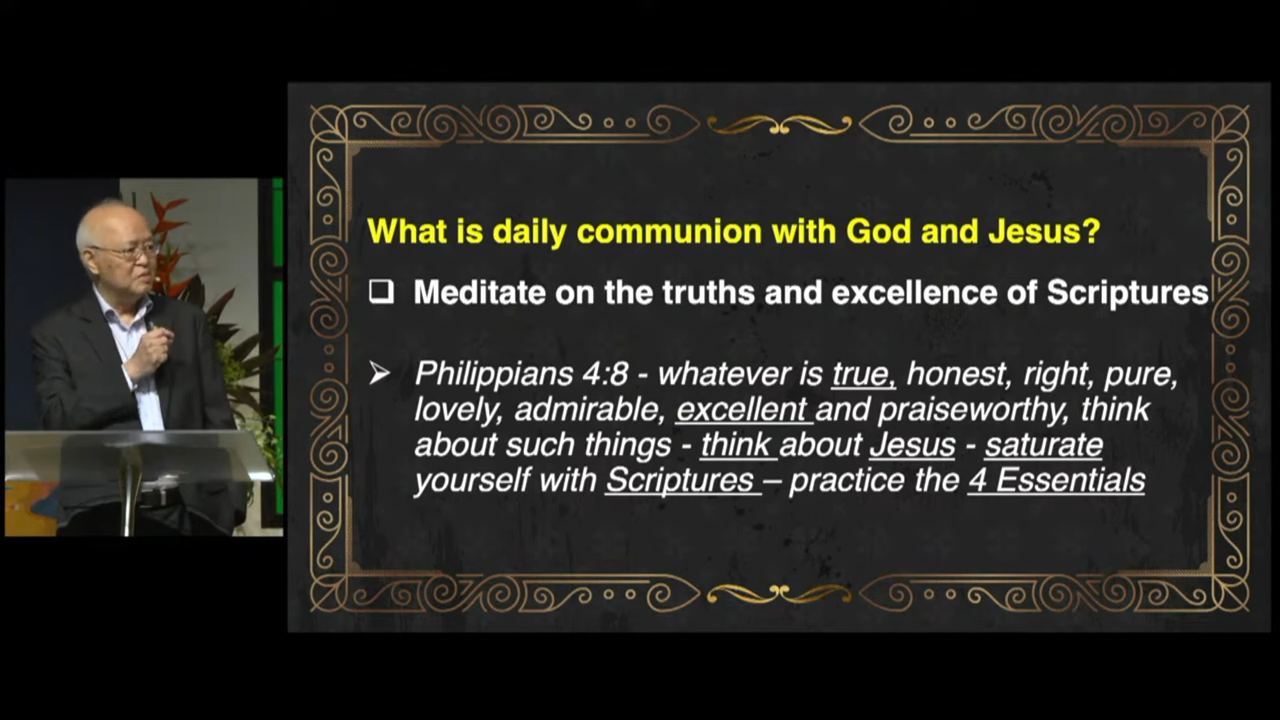 What is daily communion with God and Jesus?
❑ Meditate on the truths and excellence of Scriptures
➢ Philippians 4:8 - whatever is true, honest, right, pure,
lovely, admirable, excellent and praiseworthy, think
about such things - think about Jesus - saturate
yourself with Scriptures – practice the 4 Essentials